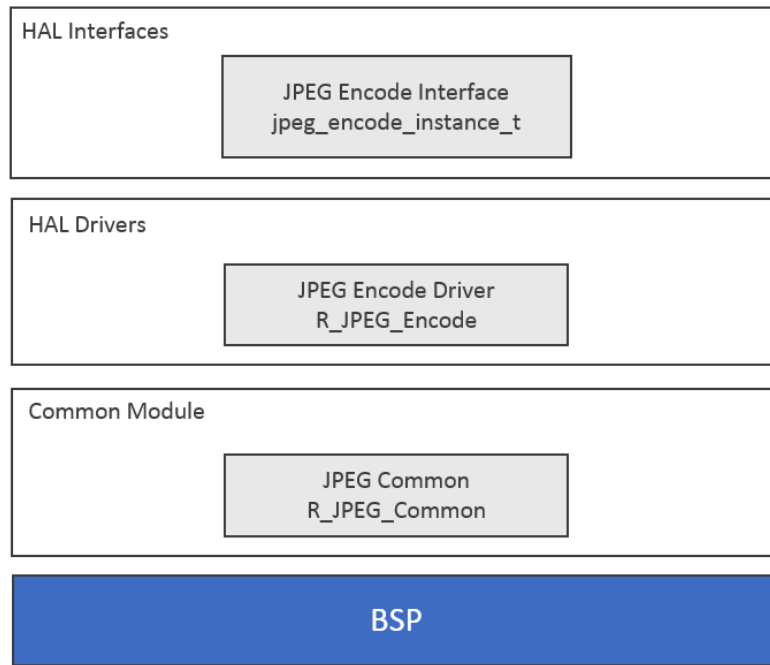 HAL Interfaces
JPEG Encode Interface
jpeg_encode_instance_t
HAL Drivers
JPEG Encode Driver
R_JPEG_Encode
Common Module
JPEG Common
R_JPEG_Common
BSP